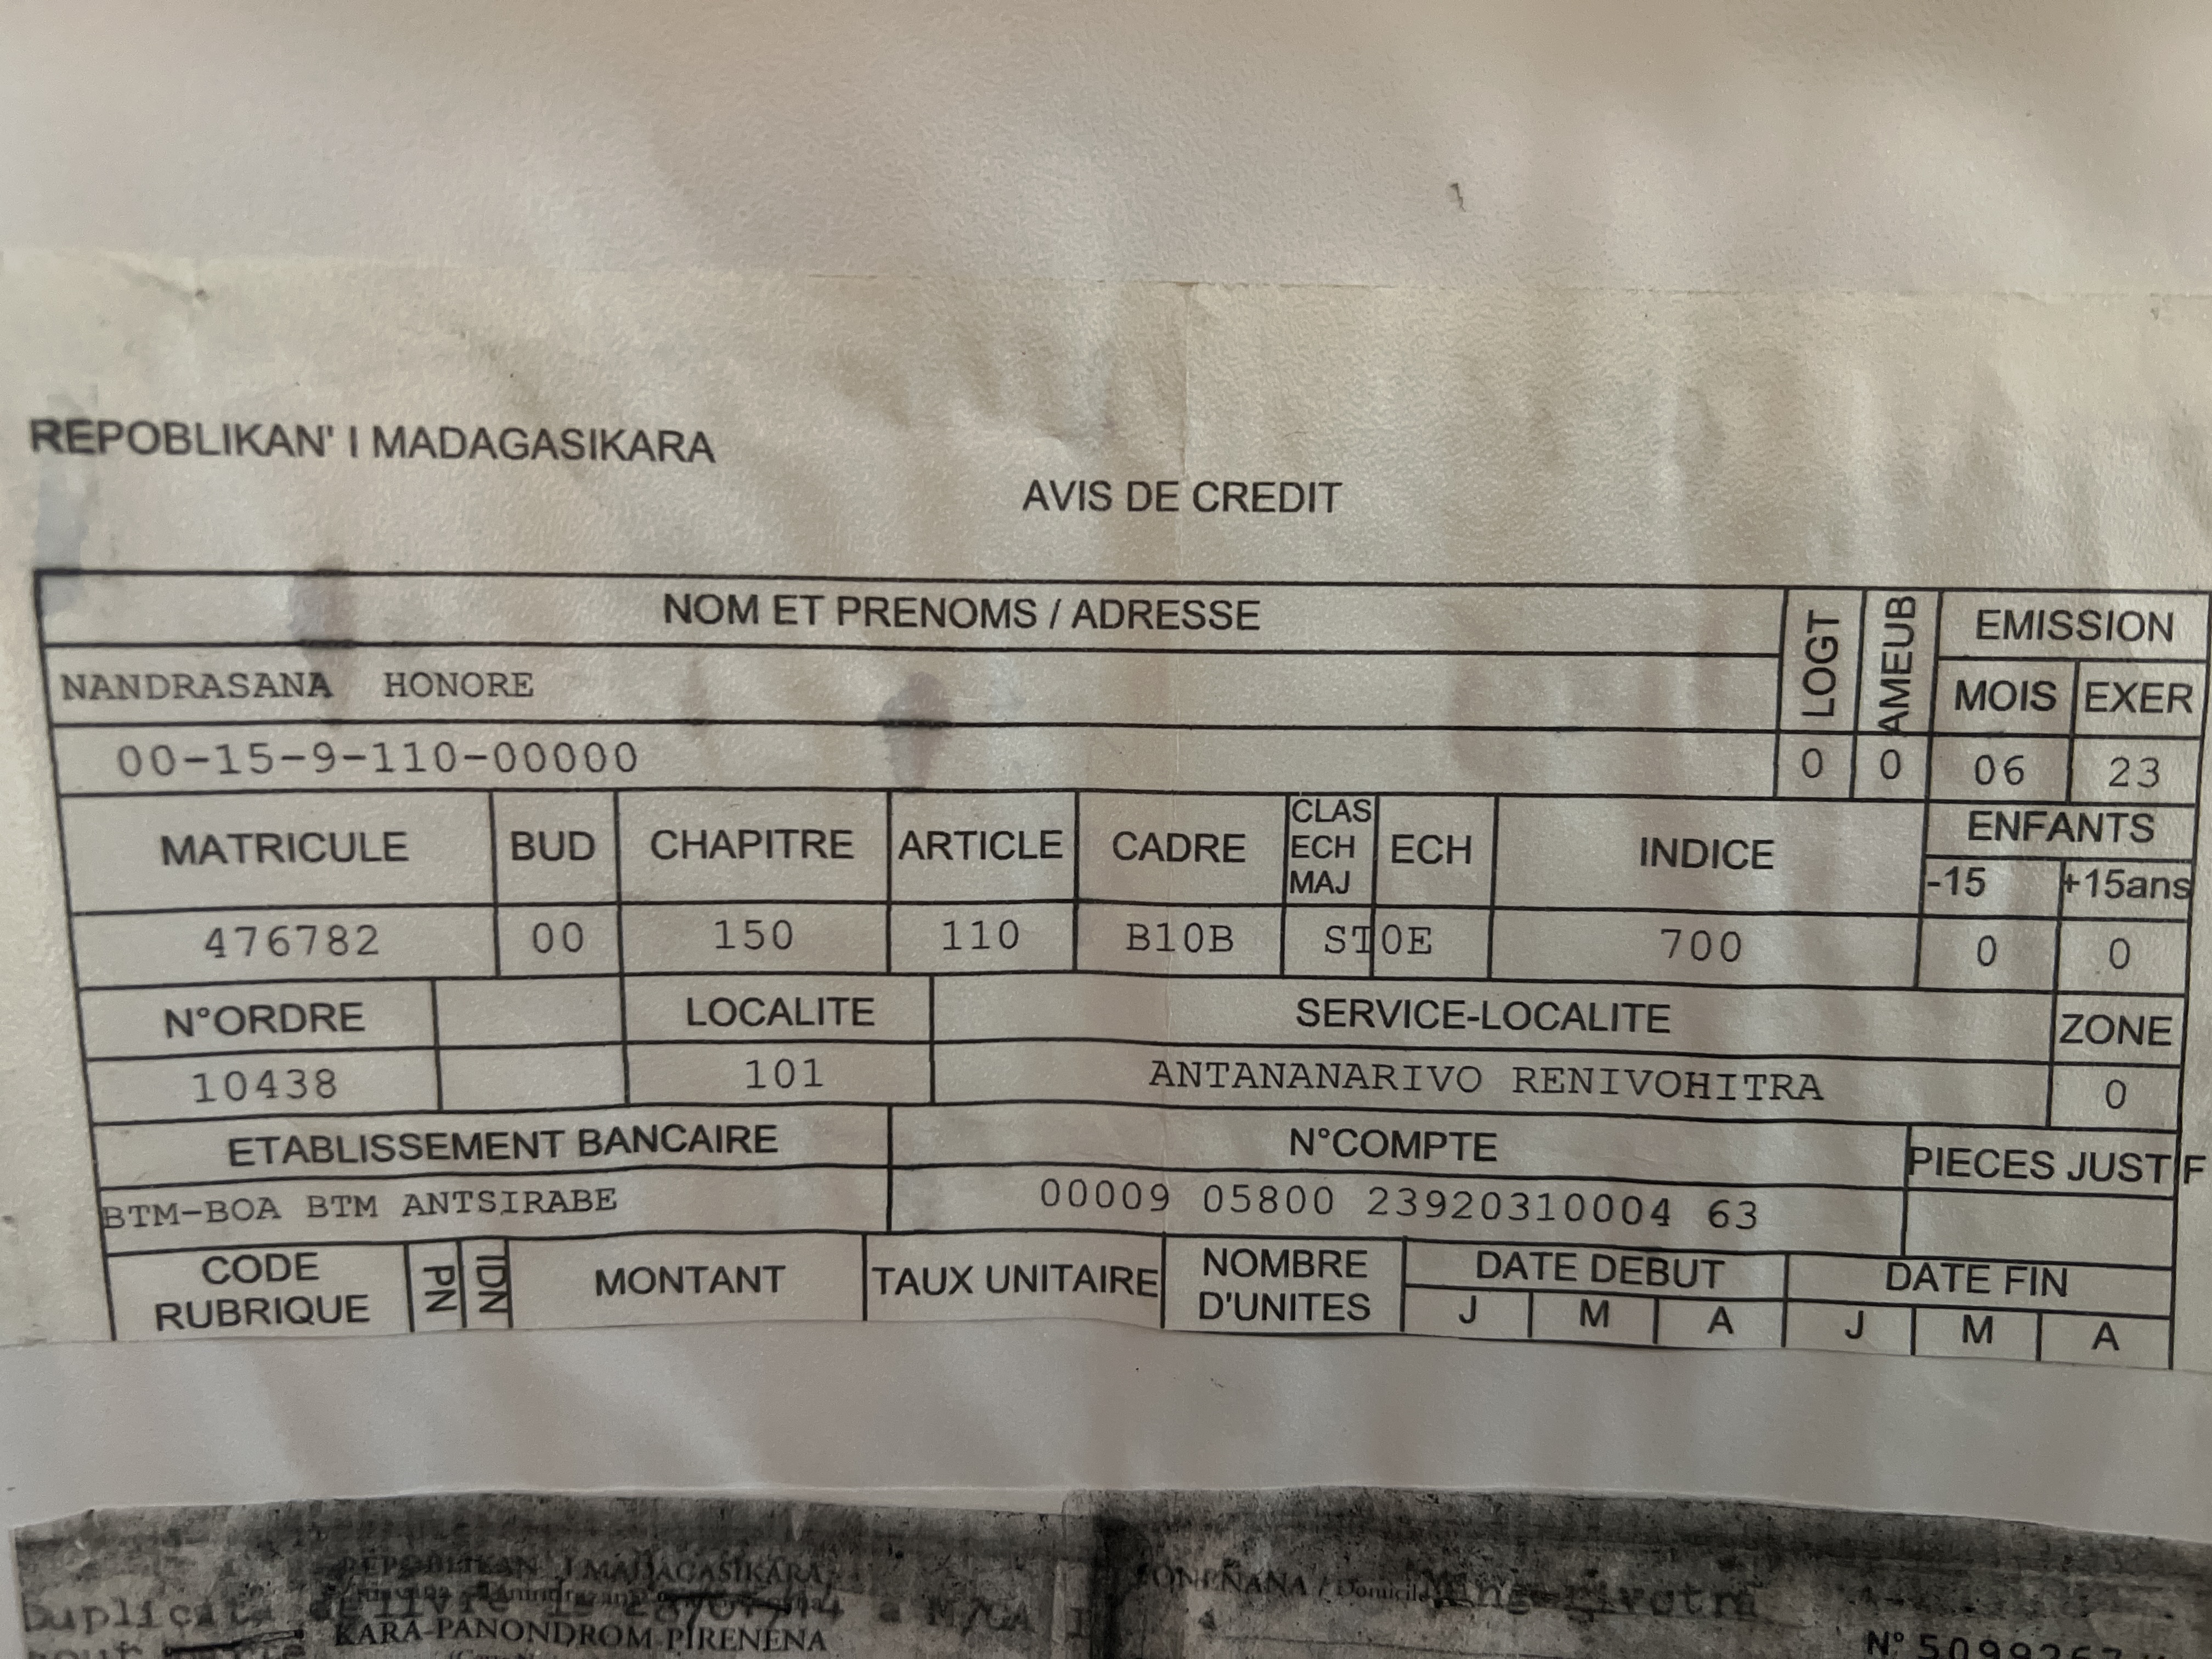 REPOBLIKAN' I MADAGASIKARA
AVIS DE CREDIT
NOM ET PRENOMS / ADRESSE LOGT AMEUB EMISSION
NANDRASANA HONORE MOIS EXER
00-15-9-110-00000 0 0 06 23
MATRICULE BUD CHAPITRE ARTICLE CADRE CLAS ECH MAJ ECH INDICE ENFANTS
-15 +15ans
476782 00 150 110 B10B ST0E 700 0 0
N°ORDRE LOCALITE SERVICE-LOCALITE ZONE
10438 101 ANTANANARIVO RENIVOHITRA 0
ETABLISSEMENT BANCAIRE N°COMPTE PIECES JUSTIF
BTM-BOA BTM ANTSIRABE 00009 05800 23920310004 63
CODE RUBRIQUE PN IDN MONTANT TAUX UNITAIRE NOMBRE D'UNITES DATE DEBUT DATE FIN
J M A J M A
REPOBLIKAN I MADAGASIKARA
FONENANA / Domicile
Duplicata
KARA-PANONDROM-PIRENENA
N°